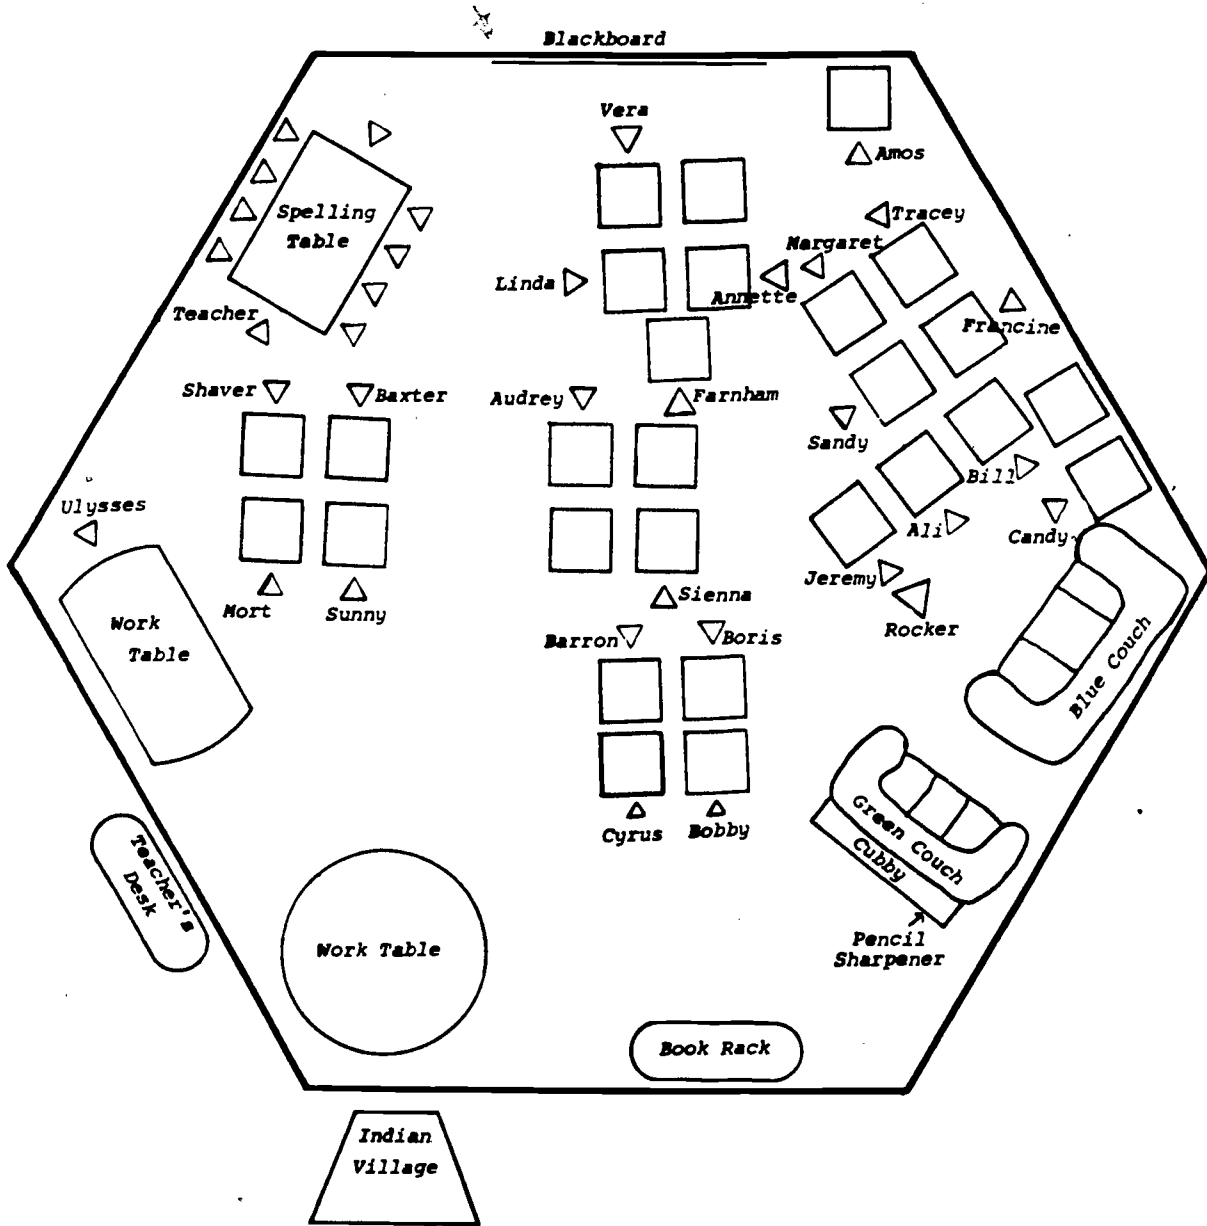 Blackboard
Vera
Amos
Tracey
Spelling
Table
Margaret
Linda
Annette
Teacher
Francine
Shaver
Baxter
Audrey
Farnham
Sandy
Bill
Ulysses
Ali
Candy
Jeremy
Mort
Sunny
Sienna
Rocker
Work
Table
Barron
Boris
Blue Couch
Green Couch
Cubby
Cyrus
Bobby
Teacher's
Desk
Work Table
Pencil
Sharpener
Book Rack
Indian
Village